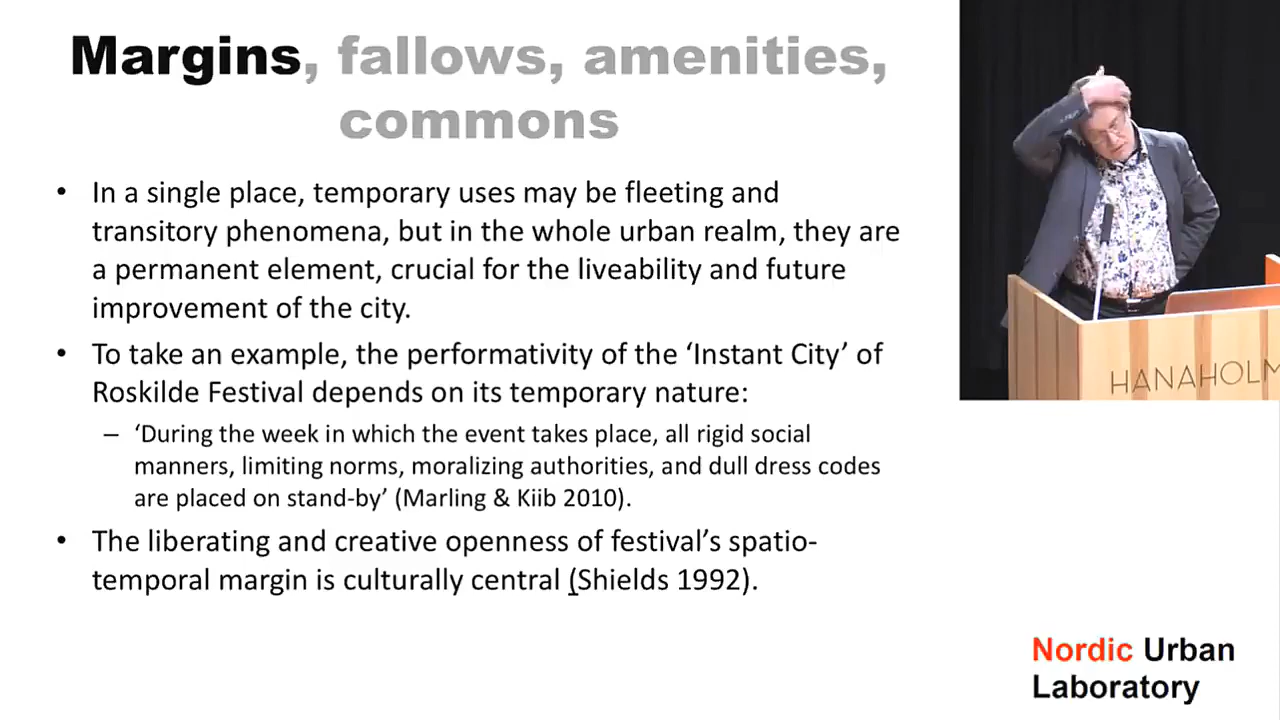 Margins, fallows, amenities,
commons
• In a single place, temporary uses may be fleeting and
transitory phenomena, but in the whole urban realm, they are
a permanent element, crucial for the liveability and future
improvement of the city.
• To take an example, the performativity of the ‘Instant City’ of
Roskilde Festival depends on its temporary nature:
– ‘During the week in which the event takes place, all rigid social
manners, limiting norms, moralizing authorities, and dull dress codes
are placed on stand-by’ (Marling & Kiib 2010).
• The liberating and creative openness of festival’s spatio-
temporal margin is culturally central (Shields 1992).
HANAHOLM
Nordic Urban
Laboratory